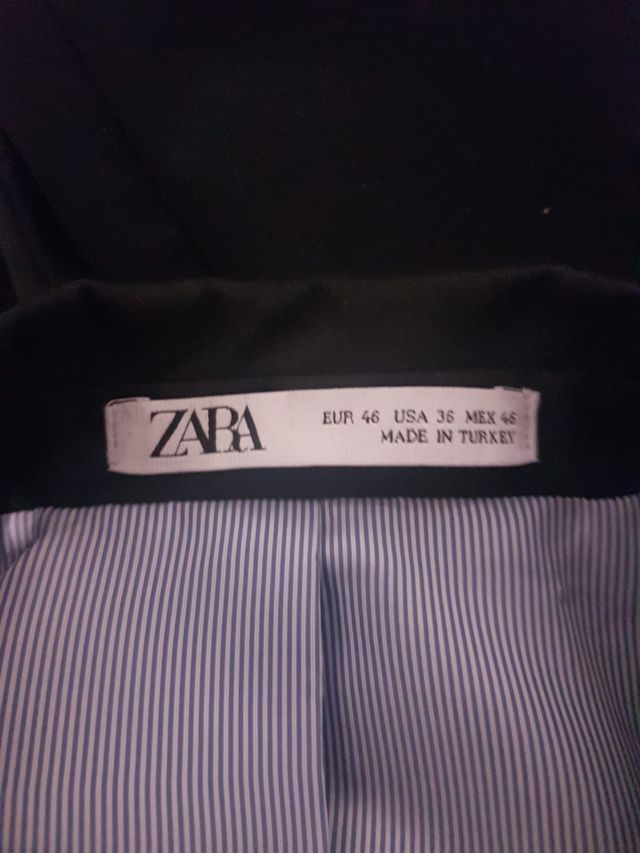 ZARA
EUR 46 USA 36 MEX 46
MADE IN TURKEY